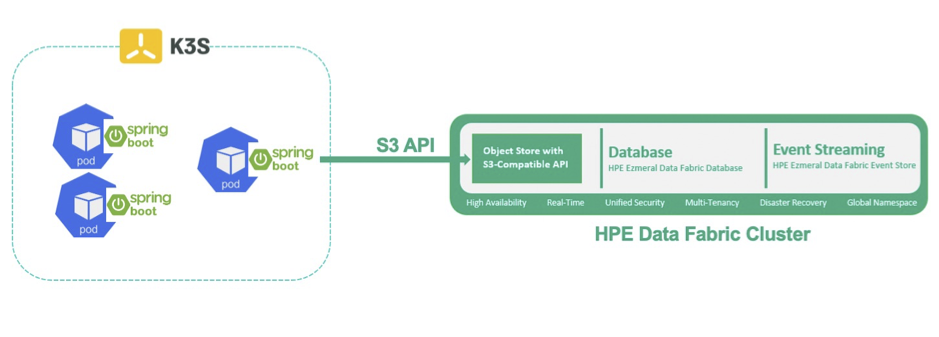 K3S
spring
boot
pod
spring
boot
pod
spring
boot
pod
S3 API
Object Store with
S3-Compatible API
Database
HPE Ezmeral Data Fabric Database
Event Streaming
HPE Ezmeral Data Fabric Event Store
High Availability
Real-Time
Unified Security
Multi-Tenancy
Disaster Recovery
Global Namespace
HPE Data Fabric Cluster